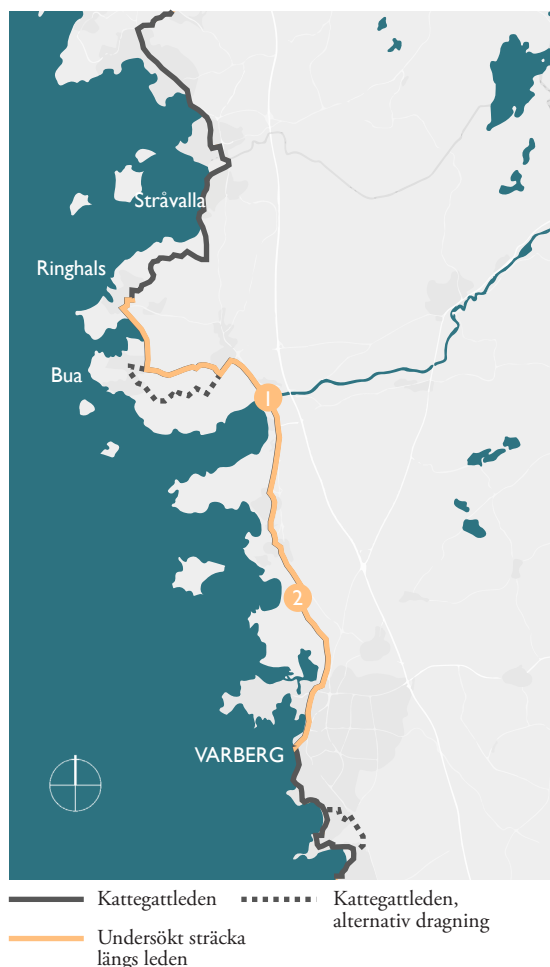 Stråvalla
Ringhals
Bua
1
2
VARBERG
Kattegattleden
Kattegattleden,
alternativ dragning
Undersökt sträcka
längs leden